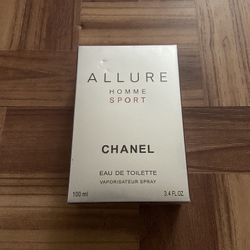 ALLURE
HOMME
SPORT
CHANEL
EAU DE TOILETTE
VAPORISATEUR SPRAY
100 ml 3.4 FL.OZ